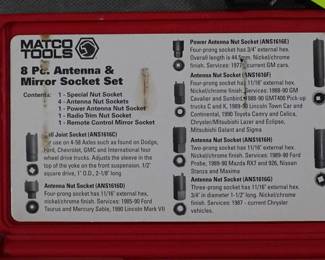 MATCO
TOOLS
8 Pc. Antenna &
Mirror Socket Set
Contents: 1 - Special Nut Socket
4 - Antenna Nut Sockets
1 - Power Antenna Nut Socket
1 - Radio Trim Nut Socket
1 - Remote Control Mirror Socket
Ball Joint Socket (ANS1616C)
For use on 4-58 Axles such as found on Dodge,
Ford, Chevrolet, GMC and International four
wheel drive trucks. Adjusts the sleeve in the
top of the yoke on the front suspension. 1/2"
square drive, 1" O.D., 2-1/8" long
Antenna Nut Socket (ANS1616D)
Four-prong socket has 11/16" external hex.
Nickel/chrome finish. Services: 1985-90 Ford
Taurus and Mercury Sable, 1990 Lincoln Mark VII
Power Antenna Nut Socket (ANS1616E)
Four-prong socket has 3/4" external hex.
Overall length is 44.5mm. Nickel/chrome
finish. Services: 1977 current GM cars.
Antenna Nut Socket (ANS1616F)
Four-prong socket has 11/16" external hex.
Nickel/chrome finish. Services: 1988-90 GM
Cavalier and Sunbird, 1988-90 GMT400 Pick-up
trucks C and K, 1989-90 Lincoln Town Car and
Continental, 1990 Toyota Camry and Celica,
Chrysler/Mitsubishi Lazer and Eclipse,
Mitsubishi Galant and Sigma
Antenna Nut Socket (ANS1616H)
Two-prong socket has 11/16" external hex.
Nickel/chrome finish. Services: 1989-90 Ford
Probe, 1989-90 Mazda RX7 and 926, Nissan
Stanza and Maxima
Antenna Nut Socket (ANS1616G)
Three-prong socket has 11/16" external hex,
3/4" in diameter 1-1/2" long. Nickel/chrome
finish. Services: 1987 - current Chrysler
vehicles.